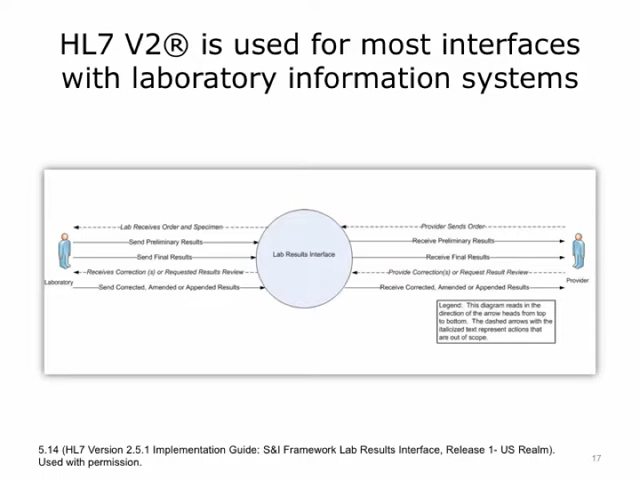 HL7 V2® is used for most interfaces
with laboratory information systems
Lab Receives Order and Specimen
Provider Sends Order
Send Preliminary Results
Receive Preliminary Results
Send Final Results
Lab Results Interface
Receive Final Results
Receives Correction (s) or Requested Results Review
Provide Correction(s) or Request Result Review
Laboratory
Provider
Send Corrected, Amended or Appended Results
Receive Corrected, Amended or Appended Results
Legend: This diagram reads in the
direction of the arrow heads from top
to bottom. The dashed arrows with the
italicized text represent actions that
are out of scope.
5.14 (HL7 Version 2.5.1 Implementation Guide: S&I Framework Lab Results Interface, Release 1- US Realm).
Used with permission.
17